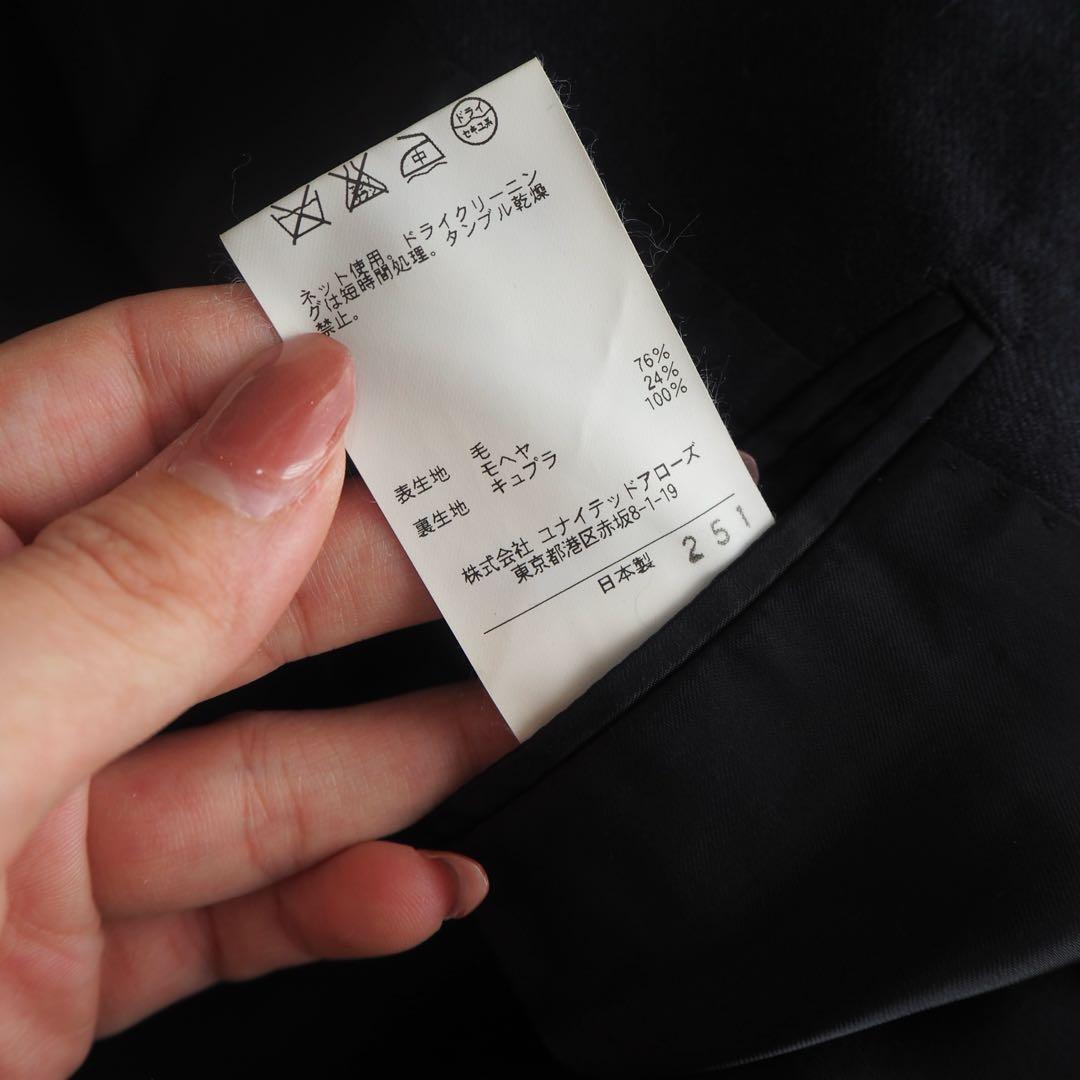 ドライ
セキユ系
中
ネット使用。ドライクリーニン
グは短時間処理。タンブル乾燥
禁止。
76%
24%
100%
表生地 毛
モヘヤ
裏生地 キュプラ
株式会社 ユナイテッドアローズ
東京都港区赤坂8-1-19
日本製 251